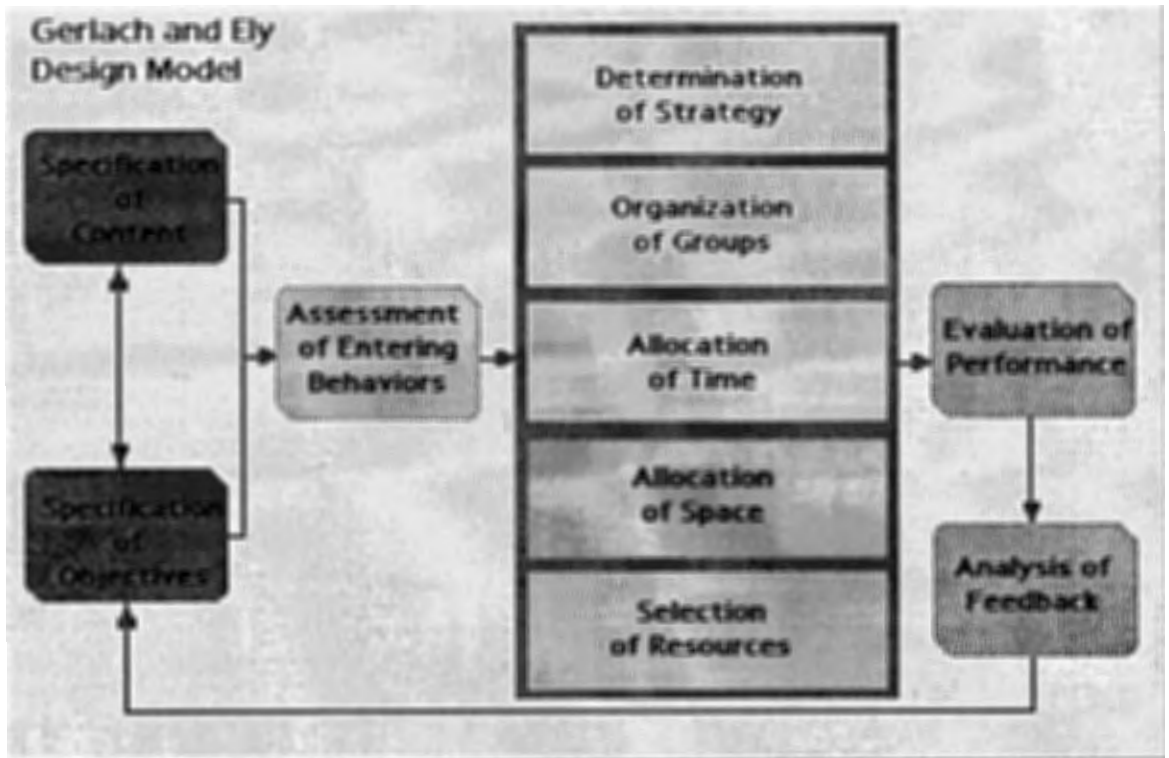 Gerlach and Ely
Design Model
Specification
of
Content
Specification
of
Objectives
Assessment
of Entering
Behaviors
Determination
of Strategy
Organization
of Groups
Allocation
of Time
Allocation
of Space
Selection
of Resources
Evaluation of
Performance
Analysis of
Feedback